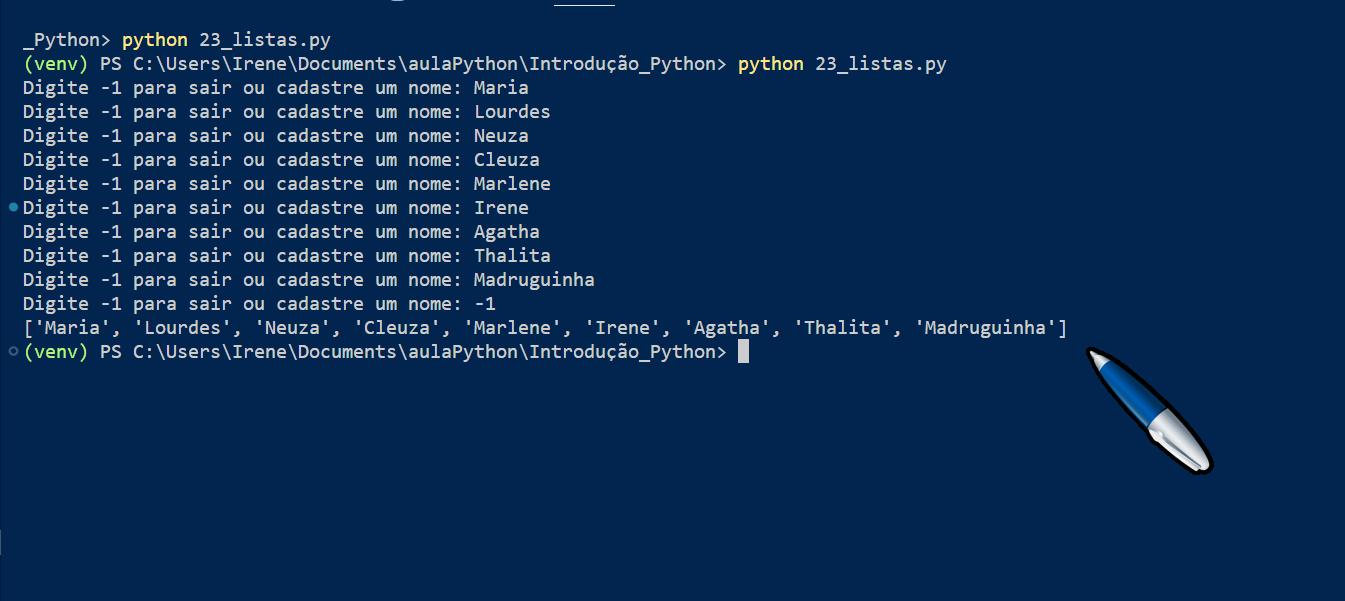 _Python> python 23_listas.py
(venv) PS C:\Users\Irene\Documents\aulaPython\Introdução_Python> python 23_listas.py
Digite -1 para sair ou cadastre um nome: Maria
Digite -1 para sair ou cadastre um nome: Lourdes
Digite -1 para sair ou cadastre um nome: Neuza
Digite -1 para sair ou cadastre um nome: Cleuza
Digite -1 para sair ou cadastre um nome: Marlene
Digite -1 para sair ou cadastre um nome: Irene
Digite -1 para sair ou cadastre um nome: Agatha
Digite -1 para sair ou cadastre um nome: Thalita
Digite -1 para sair ou cadastre um nome: Madruguinha
Digite -1 para sair ou cadastre um nome: -1
['Maria', 'Lourdes', 'Neuza', 'Cleuza', 'Marlene', 'Irene', 'Agatha', 'Thalita', 'Madruguinha']
(venv) PS C:\Users\Irene\Documents\aulaPython\Introdução_Python>